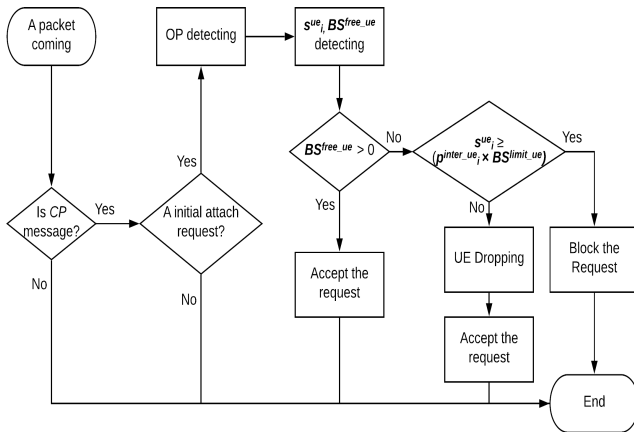 A packet
coming
OP detecting
s^ue_i, BS^free_ue
detecting
BS^free_ue > 0
No
s^ue_i ≥
(p^inter_ue_i × BS^limit_ue)
Yes
Yes
Is CP
message?
Yes
A initial attach
request?
Yes
No
No
No
Accept the
request
UE Dropping
Block the
Request
Accept the
request
End